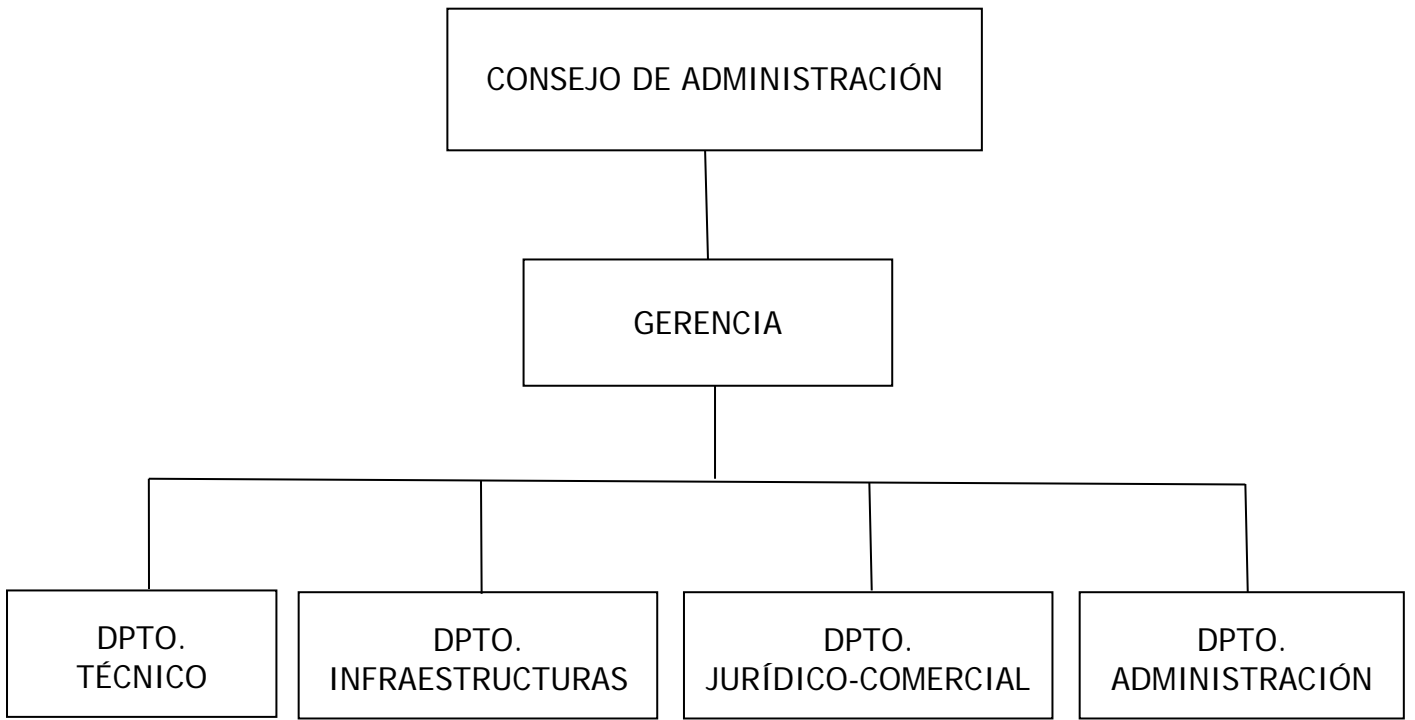 CONSEJO DE ADMINISTRACIÓN
GERENCIA
DPTO.
TÉCNICO
DPTO.
INFRAESTRUCTURAS
DPTO.
JURÍDICO-COMERCIAL
DPTO.
ADMINISTRACIÓN